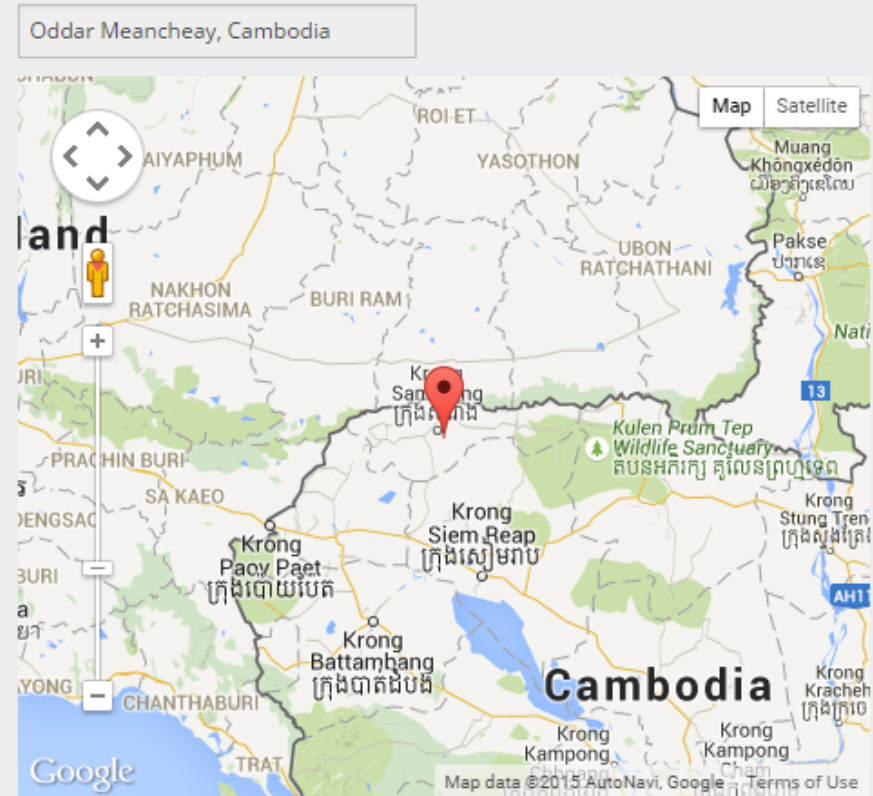 Oddar Meancheay, Cambodia
Map
Satellite
ROI ET
AIYAPHUM
YASOTHON
Muang
Khôngxédôn
land
UBON
RATCHATHANI
Pakse
NAKHON
RATCHASIMA
BURI RAM
Nati
13
Kulen Prum Tep
Wildlife Sanctuary
PRACHIN BURI
SA KAEO
Krong
Siem Reap
ក្រុងសៀមរាប
Krong
Stung Tren
Krong
Paoy Paet
ក្រុងប៉ោយប៉ែត
BURI
AH11
Krong
Battambang
ក្រុងបាត់ដំបង
Cambodia
YONG
CHANTHABURI
Krong
Kracheh
Krong
Kampong
Krong
Kampong
TRAT
Google
Map data ©2015 AutoNavi, Google
Terms of Use